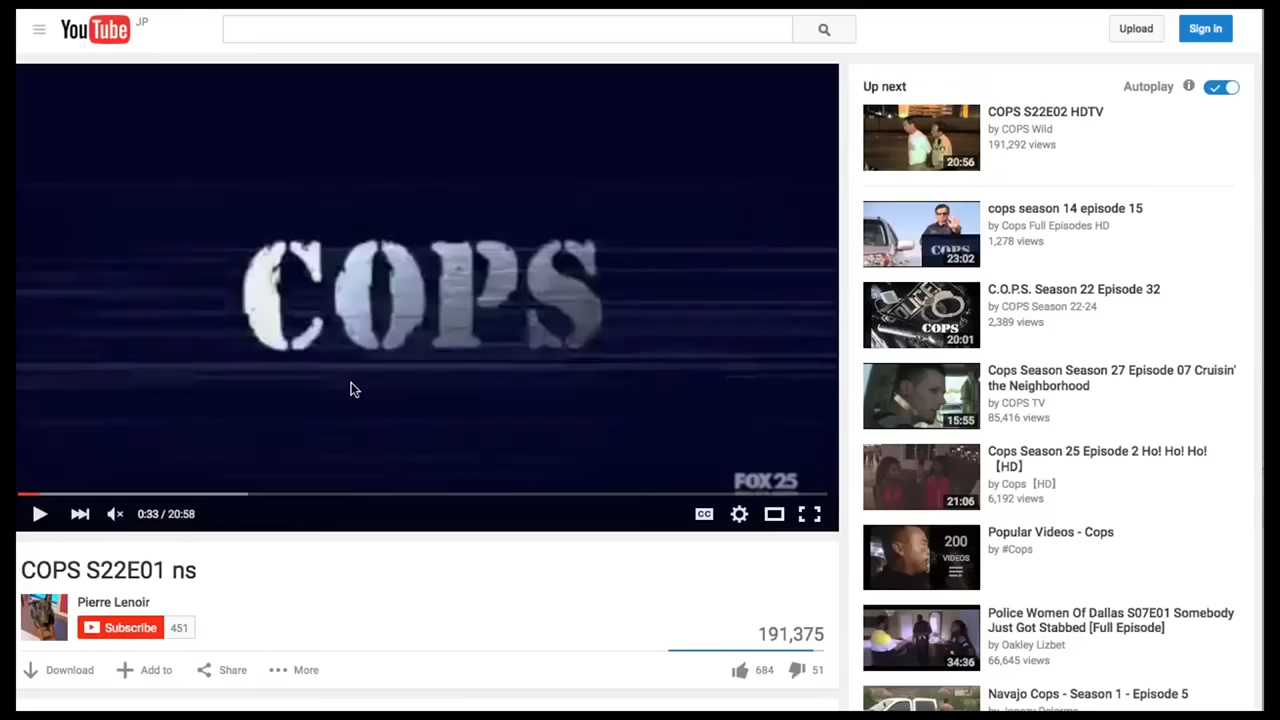 YouTube JP
Upload
Sign in
COPS
FOX 25
0:33 / 20:58
CC
COPS S22E01 ns
Pierre Lenoir
Subscribe 451
191,375
Download
Add to
Share
More
684
51
Up next
Autoplay
COPS S22E02 HDTV
by COPS Wild
191,292 views
20:56
cops season 14 episode 15
by Cops Full Episodes HD
1,278 views
COPS
23:02
C.O.P.S. Season 22 Episode 32
by COPS Season 22-24
2,389 views
COPS
20:01
Cops Season Season 27 Episode 07 Cruisin'
the Neighborhood
by COPS TV
85,416 views
15:55
Cops Season 25 Episode 2 Ho! Ho! Ho!
【HD】
by Cops【HD】
6,192 views
21:06
Popular Videos - Cops
by #Cops
200
VIDEOS
Police Women Of Dallas S07E01 Somebody
Just Got Stabbed [Full Episode]
by Oakley Lizbet
66,645 views
34:36
Navajo Cops - Season 1 - Episode 5